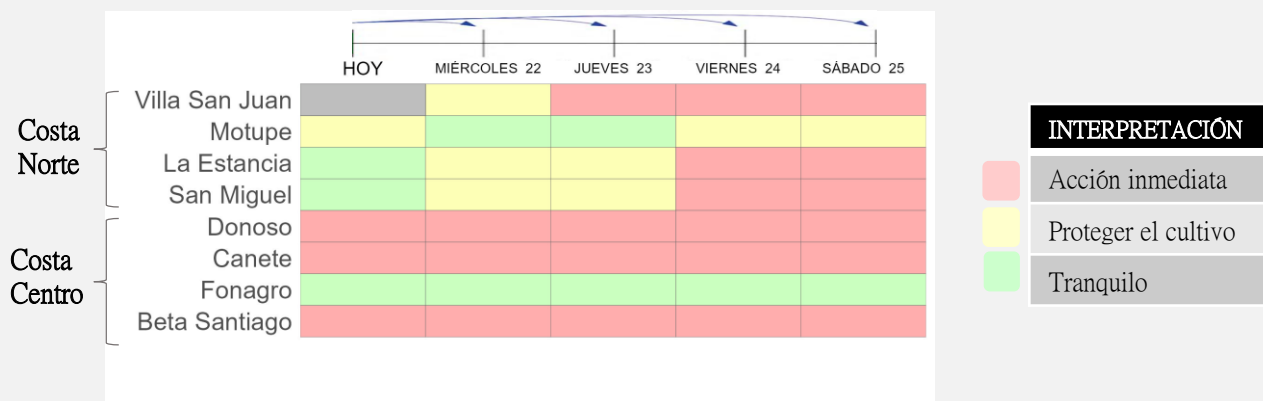 HOY MIÉRCOLES 22 JUEVES 23 VIERNES 24 SÁBADO 25
Costa
Norte
Villa San Juan
Motupe
La Estancia
San Miguel
Costa
Centro
Donoso
Canete
Fonagro
Beta Santiago
INTERPRETACIÓN
Acción inmediata
Proteger el cultivo
Tranquilo